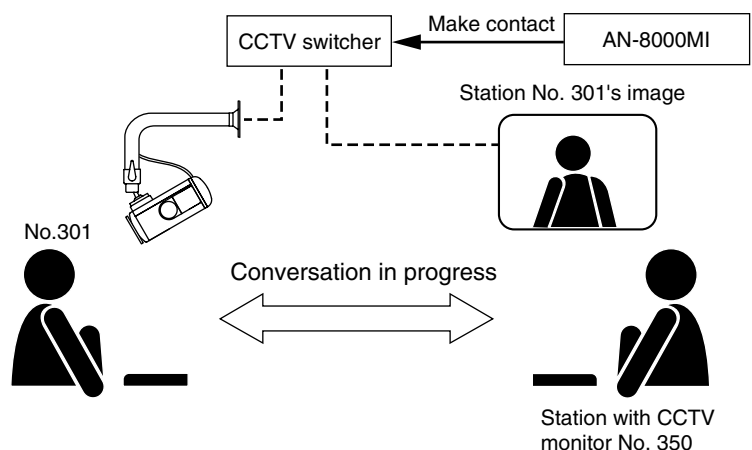 CCTV switcher
Make contact
AN-8000MI
Station No. 301's image
No.301
Conversation in progress
Station with CCTV
monitor No. 350